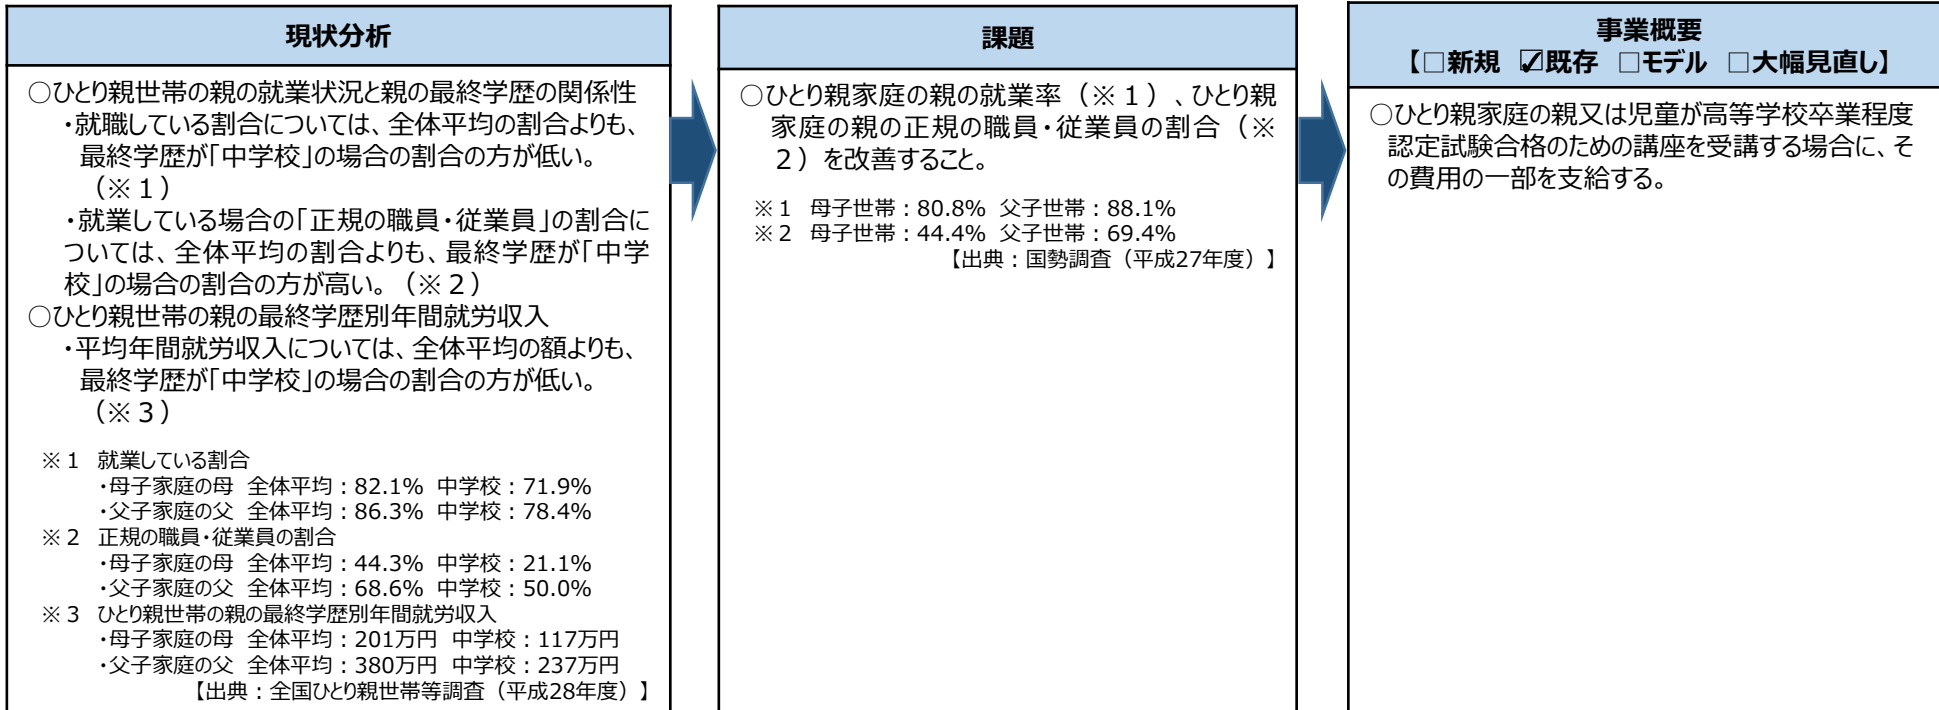 現状分析
○ひとり親世帯の親の就業状況と親の最終学歴の関係性
・就職している割合については、全体平均の割合よりも、
最終学歴が「中学校」の場合の割合の方が低い。
（※１）
・就業している場合の「正規の職員・従業員」の割合に
ついては、全体平均の割合よりも、最終学歴が「中学
校」の場合の割合の方が高い。（※２）
○ひとり親世帯の親の最終学歴別年間就労収入
・平均年間就労収入については、全体平均の額よりも、
最終学歴が「中学校」の場合の割合の方が低い。
（※３）
※１　就業している割合
・母子家庭の母　全体平均：82.1%　中学校：71.9%
・父子家庭の父　全体平均：86.3%　中学校：78.4%
※２　正規の職員・従業員の割合
・母子家庭の母　全体平均：44.3%　中学校：21.1%
・父子家庭の父　全体平均：68.6%　中学校：50.0%
※３　ひとり親世帯の親の最終学歴別年間就労収入
・母子家庭の母　全体平均：201万円　中学校：117万円
・父子家庭の父　全体平均：380万円　中学校：237万円
【出典：全国ひとり親世帯等調査（平成28年度）】
課題
○ひとり親家庭の親の就業率（※１）、ひとり親
家庭の親の正規の職員・従業員の割合（※
２）を改善すること。
※１　母子世帯：80.8%　父子世帯：88.1%
※２　母子世帯：44.4%　父子世帯：69.4%
【出典：国勢調査（平成27年度）】
事業概要
【□新規　☑既存　□モデル　□大幅見直し】
○ひとり親家庭の親又は児童が高等学校卒業程度
認定試験合格のための講座を受講する場合に、そ
の費用の一部を支給する。